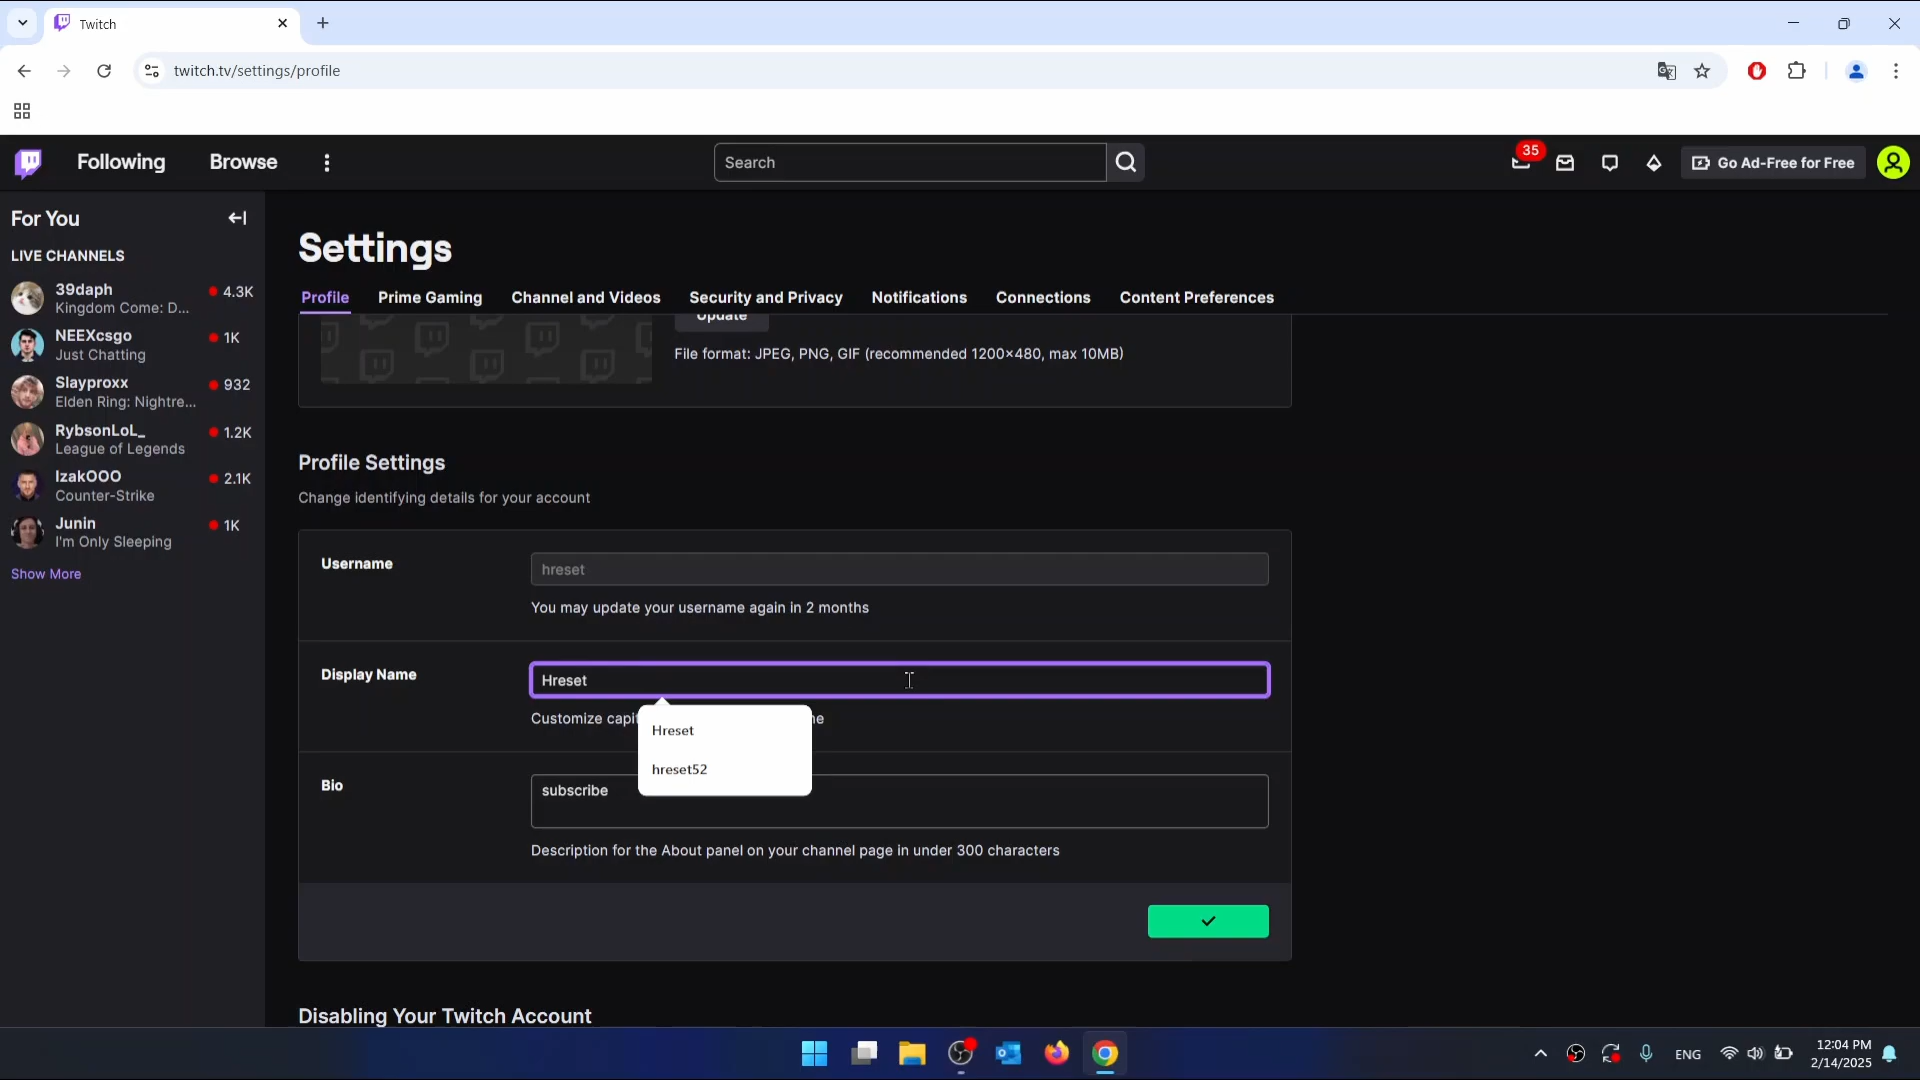 Twitch
twitch.tv/settings/profile
Following
Browse
Search
35
Go Ad-Free for Free
For You
LIVE CHANNELS
39daph
4.3K
Kingdom Come: D...
NEEXcsgo
1K
Just Chatting
Slayproxx
932
Elden Ring: Nightre...
RybsonLoL_
1.2K
League of Legends
IzakOOO
2.1K
Counter-Strike
Junin
1K
I'm Only Sleeping
Show More
Settings
Profile
Prime Gaming
Channel and Videos
Security and Privacy
Notifications
Connections
Content Preferences
Update
File format: JPEG, PNG, GIF (recommended 1200×480, max 10MB)
Profile Settings
Change identifying details for your account
Username
hreset
You may update your username again in 2 months
Display Name
Hreset
Customize
Hreset
hreset52
Bio
subscribe
Description for the About panel on your channel page in under 300 characters
Disabling Your Twitch Account
ENG
12:04 PM
2/14/2025